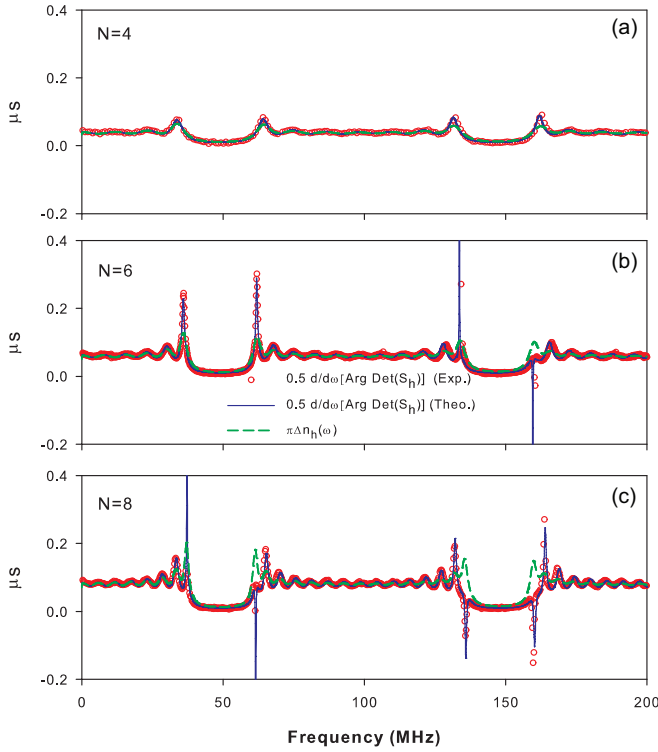 0.4
N=4
(a)
0.2
μs
0.0
-0.2
0.4
N=6
(b)
0.2
μs
0.5 d/dω[Arg Det(Sₕ)] (Exp.)
0.0
0.5 d/dω[Arg Det(Sₕ)] (Theo.)
πΔnₕ(ω)
-0.2
0.4
N=8
(c)
0.2
μs
0.0
-0.2
0 50 100 150 200
Frequency (MHz)